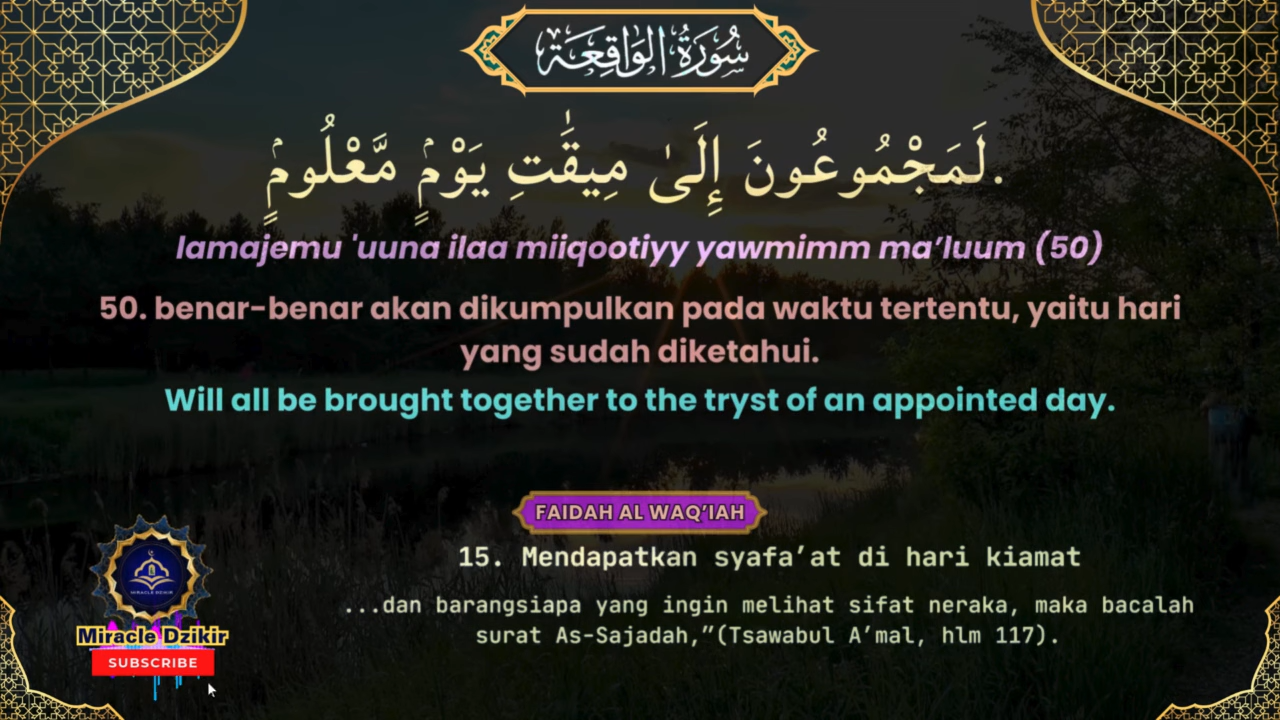 سُورَةُ الوَاقِعَة
لَمَجْمُوعُونَ إِلَىٰ مِيقَٰتِ يَوْمٍۢ مَّعْلُومٍۢ.
lamajemu 'uuna ilaa miiqootiyy yawmimm ma’luum (50)
50. benar-benar akan dikumpulkan pada waktu tertentu, yaitu hari
yang sudah diketahui.
Will all be brought together to the tryst of an appointed day.
FAIDAH AL WAQ’IAH
15. Mendapatkan syafa’at di hari kiamat
...dan barangsiapa yang ingin melihat sifat neraka, maka bacalah
surat As-Sajadah,”(Tsawabul A’mal, hlm 117).
MIRACLE DZIKIR
Miracle Dzikir
SUBSCRIBE